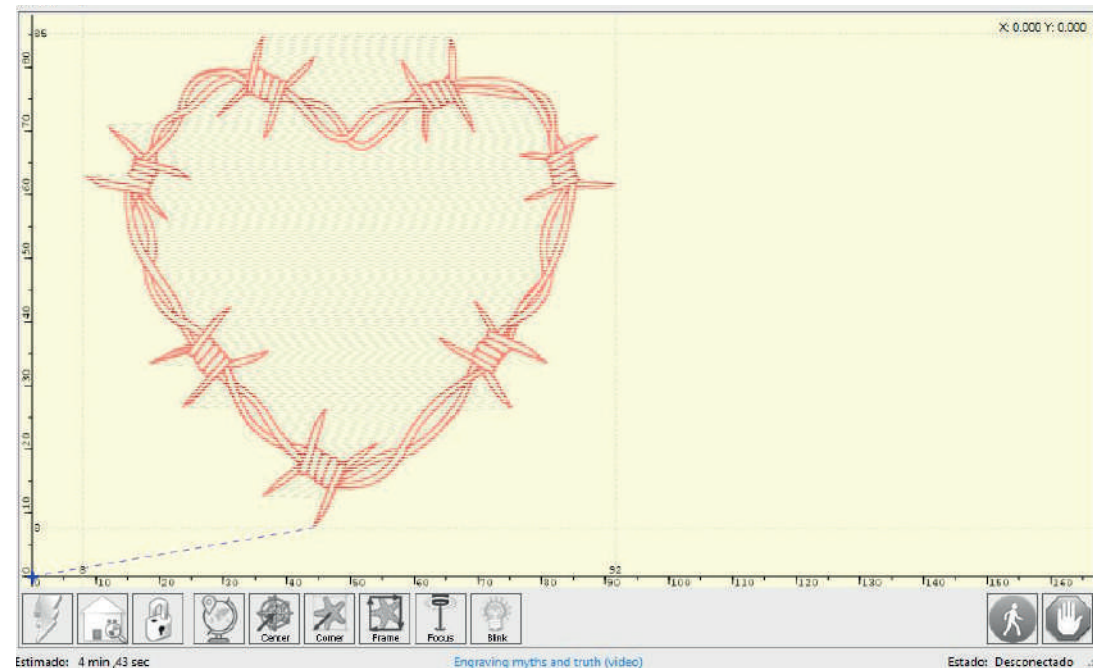 X: 0.000 Y: 0.000
85
80
70
60
50
40
30
20
10
8
0
8
92
0 10 20 30 40 50 60 70 80 90 100 110 120 130 140 150 160
Center Corner Frame Focus Blink
Estimado: 4 min ,43 sec
Engraving myths and truth (video)
Estado: Desconectado